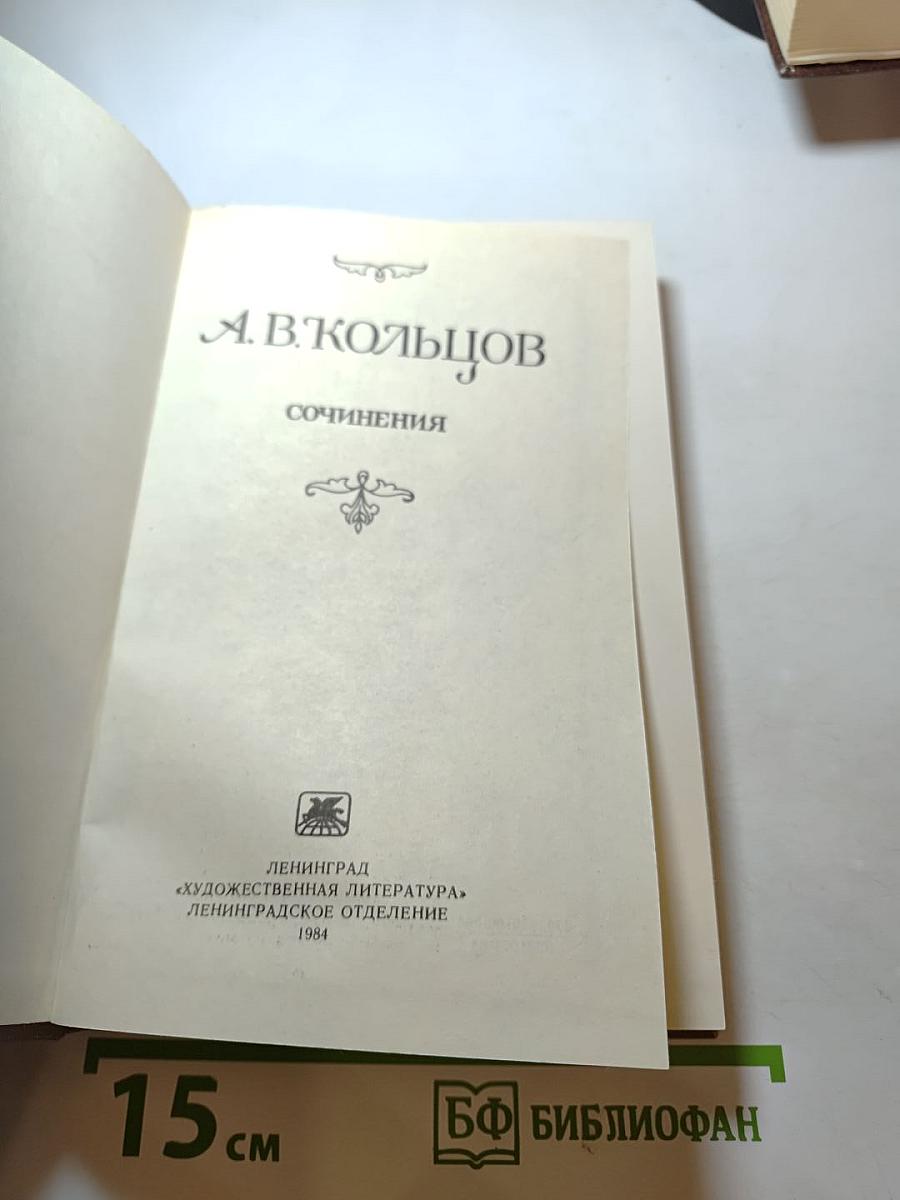 А. В. КОЛЬЦОВ
СОЧИНЕНИЯ
ЛЕНИНГРАД
«ХУДОЖЕСТВЕННАЯ ЛИТЕРАТУРА»
ЛЕНИНГРАДСКОЕ ОТДЕЛЕНИЕ
1984
15 см
БФ БИБЛИОФАН